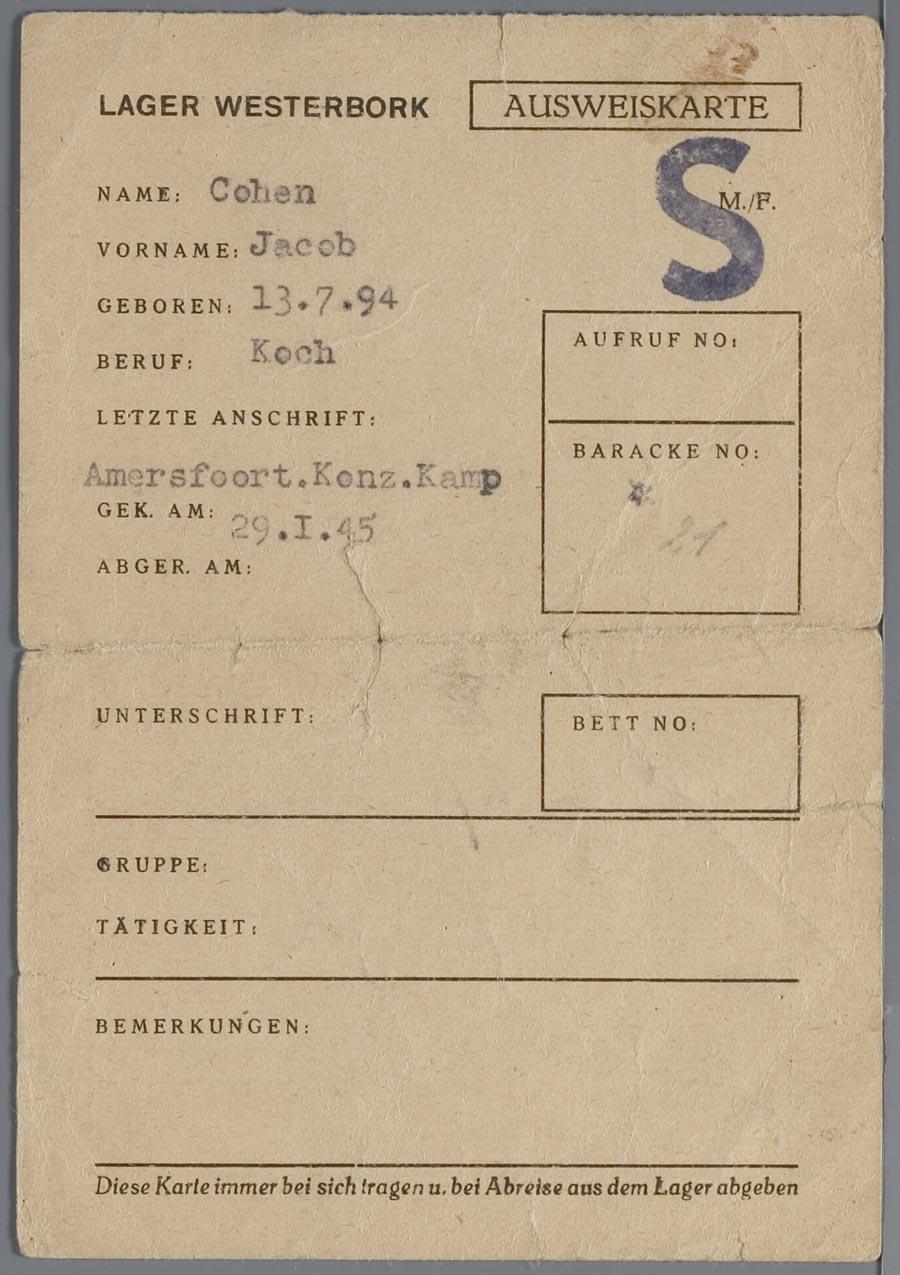 LAGER WESTERBORK AUSWEISKARTE
S
M./F.
NAME: Cohen
VORNAME: Jacob
GEBOREN: 13.7.94
BERUF: Koch
LETZTE ANSCHRIFT:
Amersfoort.Konz.Kamp
GEK. AM: 29.I.45
ABGER. AM:
AUFRUF NO:
BARACKE NO:
21
UNTERSCHRIFT:
BETT NO:
GRUPPE:
TÄTIGKEIT:
BEMERKUNGEN:
Diese Karte immer bei sich tragen u. bei Abreise aus dem Lager abgeben